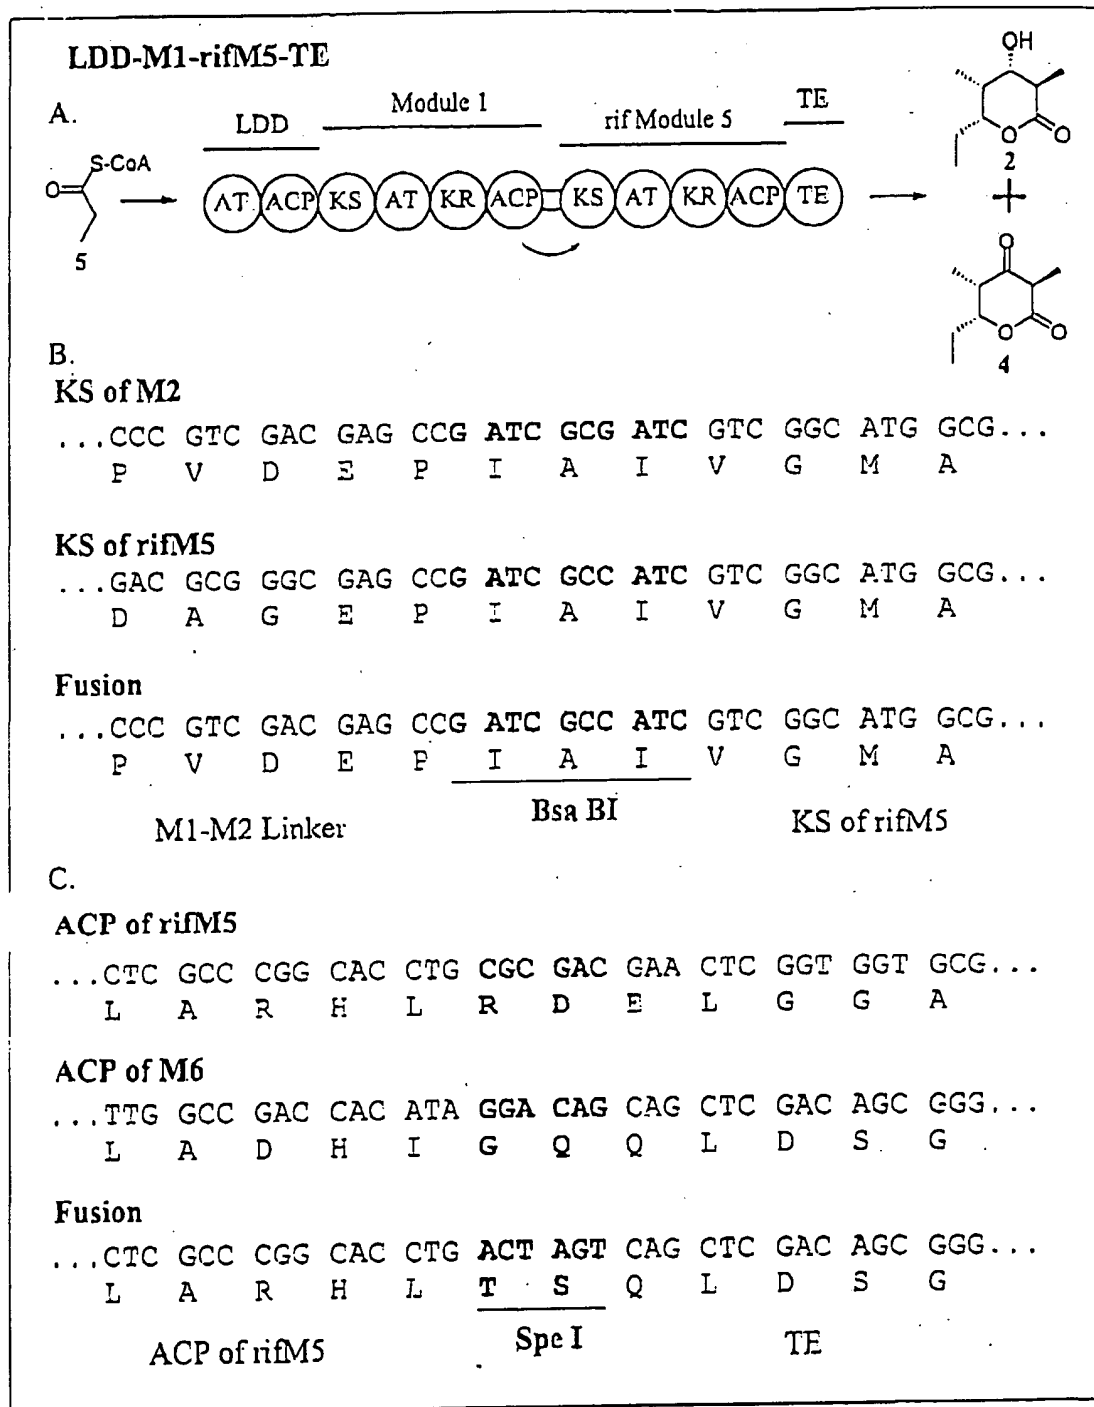 LDD-M1-rifM5-TE
A.
LDD
Module 1
rif Module 5
TE
O
S-CoA
5
AT ACP KS AT KR ACP KS AT KR ACP TE
OH
O
O
2
+
O
O
O
4
B.
KS of M2
...CCC GTC GAC GAG CCG ATC GCG ATC GTC GGC ATG GCG...
P V D E P I A I V G M A
KS of rifM5
...GAC GCG GGC GAG CCG ATC GCC ATC GTC GGC ATG GCG...
D A G E P I A I V G M A
Fusion
...CCC GTC GAC GAG CCG ATC GCC ATC GTC GGC ATG GCG...
P V D E P I A I V G M A
M1-M2 Linker
Bsa BI
KS of rifM5
C.
ACP of rifM5
...CTC GCC CGG CAC CTG CGC GAC GAA CTC GGT GGT GCG...
L A R H L R D E L G G A
ACP of M6
...TTG GCC GAC CAC ATA GGA CAG CAG CTC GAC AGC GGG...
L A D H I G Q Q L D S G
Fusion
...CTC GCC CGG CAC CTG ACT AGT CAG CTC GAC AGC GGG...
L A R H L T S Q L D S G
ACP of rifM5
Spe I
TE